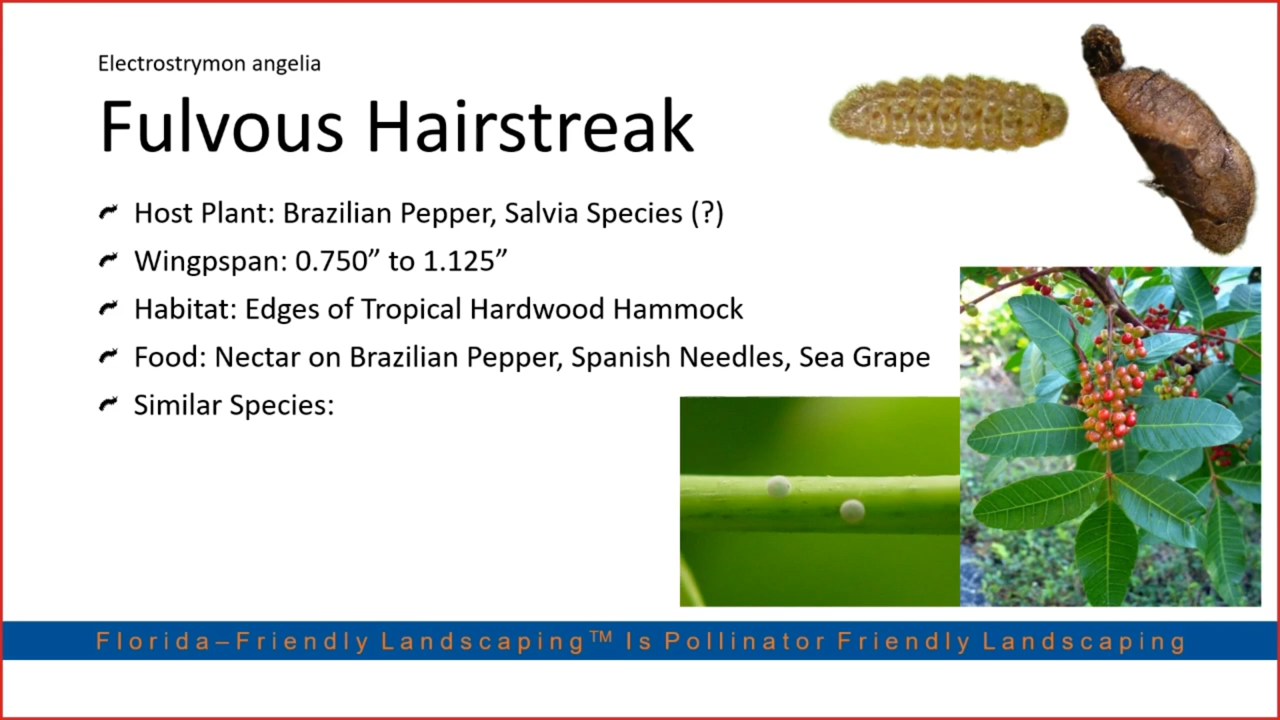 Electrostrymon angelia
Fulvous Hairstreak
Host Plant: Brazilian Pepper, Salvia Species (?)
Wingpspan: 0.750” to 1.125”
Habitat: Edges of Tropical Hardwood Hammock
Food: Nectar on Brazilian Pepper, Spanish Needles, Sea Grape
Similar Species:
Florida–Friendly Landscaping™ Is Pollinator Friendly Landscaping